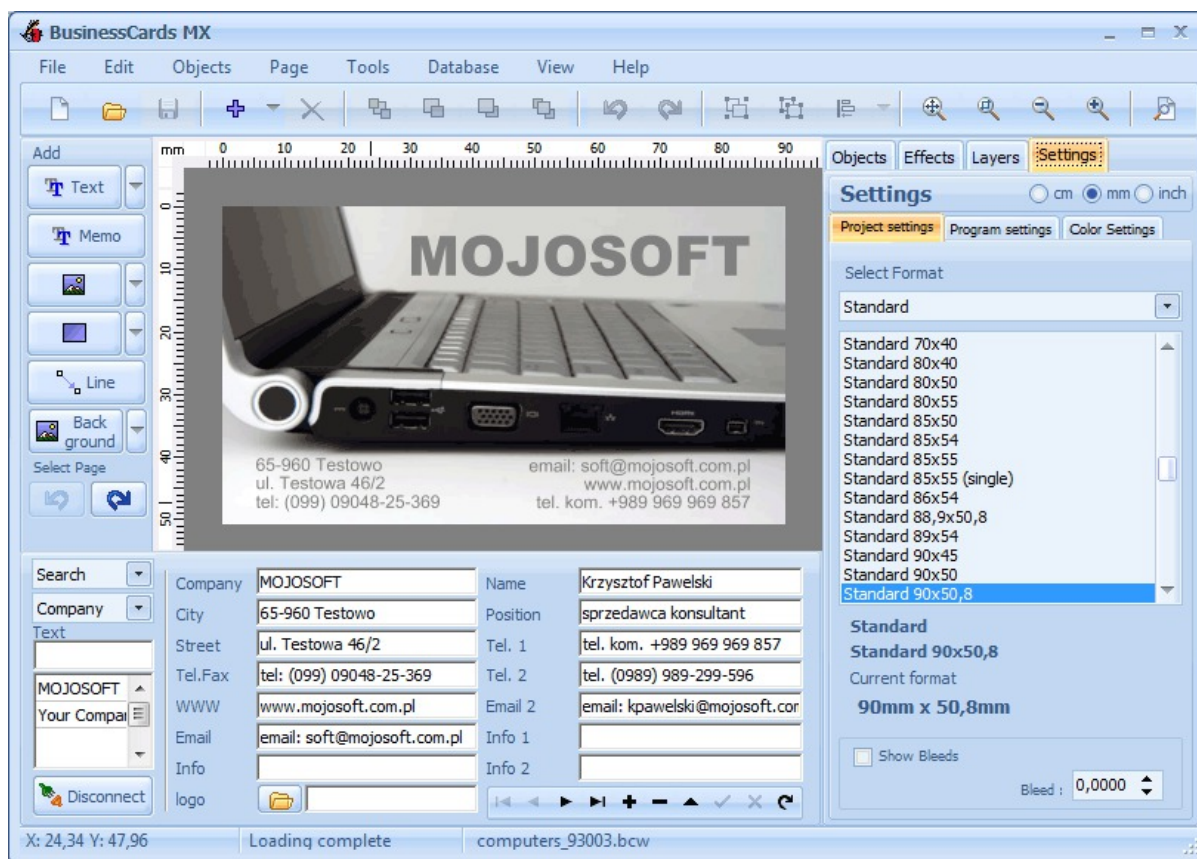 BusinessCards MX
File Edit Objects Page Tools Database View Help
Add
Text
Memo
Line
Back
ground
Select Page
mm 0 10 20 30 40 50 60 70 80 90
0
10
20
30
40
50
MOJOSOFT
HDMI
65-960 Testowo
ul. Testowa 46/2
tel: (099) 09048-25-369
email: soft@mojosoft.com.pl
www.mojosoft.com.pl
tel. kom. +989 969 969 857
Objects Effects Layers Settings
Settings cm mm inch
Project settings Program settings Color Settings
Select Format
Standard
Standard 70x40
Standard 80x40
Standard 80x50
Standard 80x55
Standard 85x50
Standard 85x54
Standard 85x55
Standard 85x55 (single)
Standard 86x54
Standard 88,9x50,8
Standard 89x54
Standard 90x45
Standard 90x50
Standard 90x50,8
Standard
Standard 90x50,8
Current format
90mm x 50,8mm
Show Bleeds
Bleed : 0,0000
Search
Company
Text
MOJOSOFT
Your Compai
Disconnect
Company MOJOSOFT
City 65-960 Testowo
Street ul. Testowa 46/2
Tel.Fax tel: (099) 09048-25-369
WWW www.mojosoft.com.pl
Email email: soft@mojosoft.com.pl
Info
logo
Name Krzysztof Pawelski
Position sprzedawca konsultant
Tel. 1 tel. kom. +989 969 969 857
Tel. 2 tel. (0989) 989-299-596
Email 2 email: kpawelski@mojosoft.cor
Info 1
Info 2
X: 24,34 Y: 47,96 Loading complete computers_93003.bcw